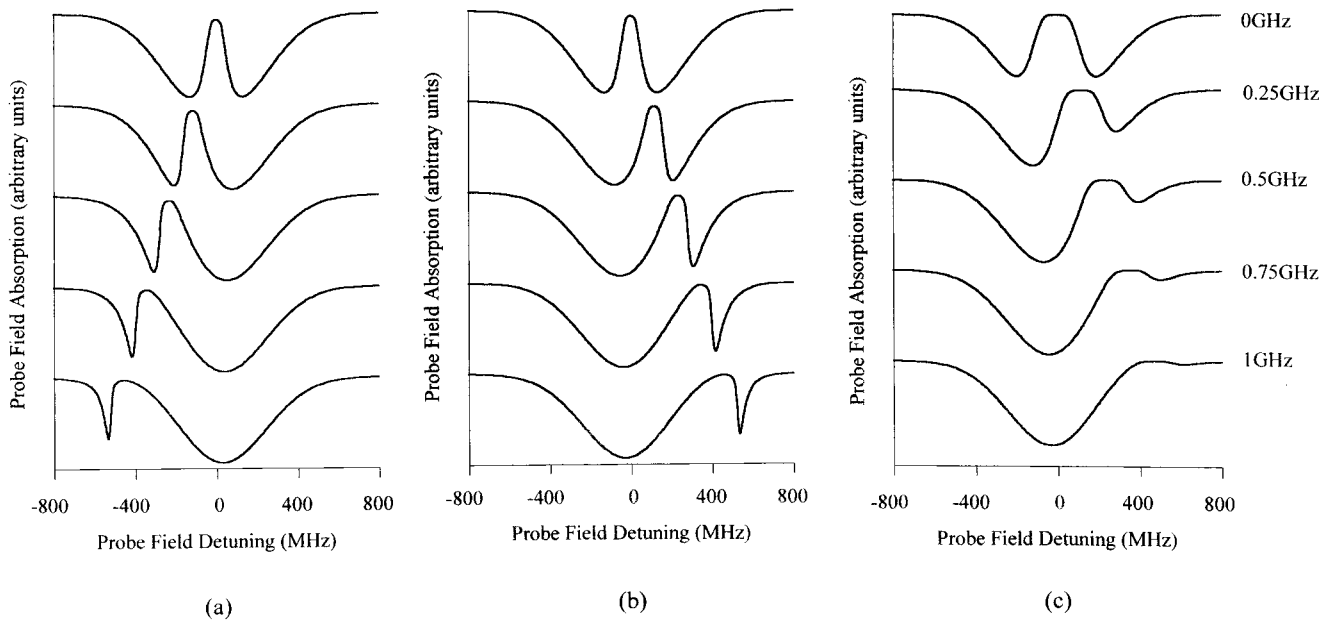 Probe Field Absorption (arbitrary units)
-800 -400 0 400 800
Probe Field Detuning (MHz)
(a)
Probe Field Absorption (arbitrary units)
-800 -400 0 400 800
Probe Field Detuning (MHz)
(b)
Probe Field Absorption (arbitrary units)
0GHz
0.25GHz
0.5GHz
0.75GHz
1GHz
-800 -400 0 400 800
Probe Field Detuning (MHz)
(c)